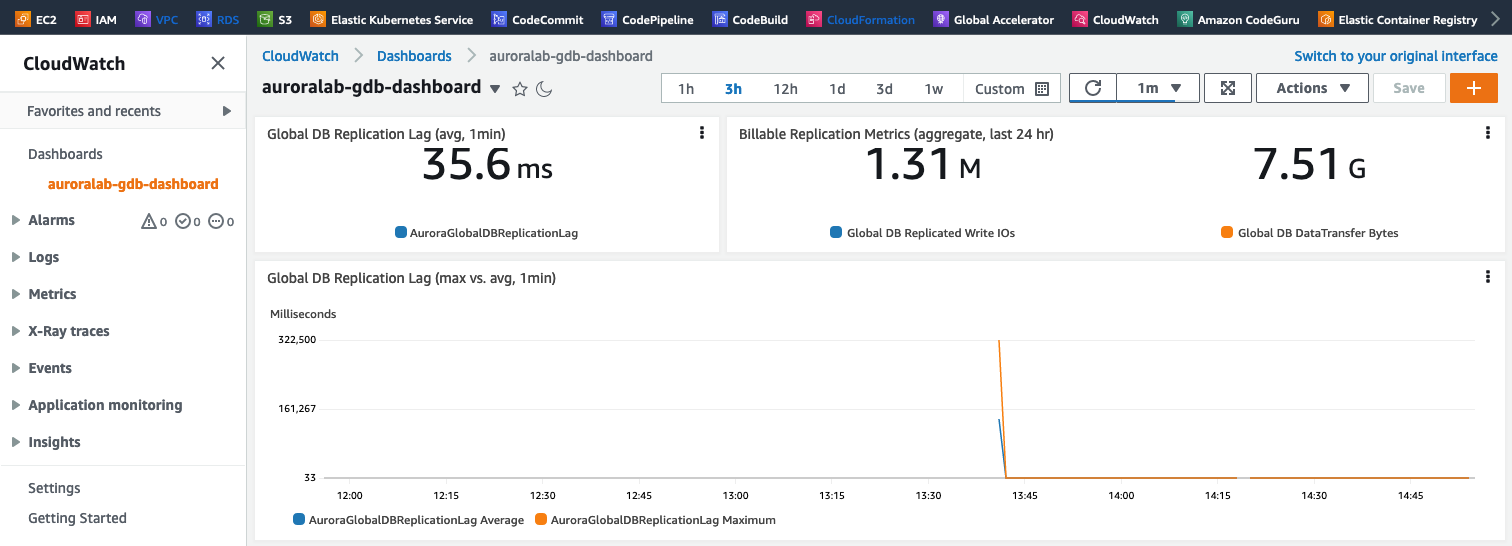 EC2 IAM VPC RDS S3 Elastic Kubernetes Service CodeCommit CodePipeline CodeBuild CloudFormation Global Accelerator CloudWatch Amazon CodeGuru Elastic Container Registry
CloudWatch
Favorites and recents
Dashboards
auroralab-gdb-dashboard
Alarms 0 0 0
Logs
Metrics
X-Ray traces
Events
Application monitoring
Insights
Settings
Getting Started
CloudWatch Dashboards auroralab-gdb-dashboard Switch to your original interface
auroralab-gdb-dashboard 1h 3h 12h 1d 3d 1w Custom 1m Actions Save
Global DB Replication Lag (avg, 1min)
35.6 ms
AuroraGlobalDBReplicationLag
Billable Replication Metrics (aggregate, last 24 hr)
1.31 M 7.51 G
Global DB Replicated Write IOs Global DB DataTransfer Bytes
Global DB Replication Lag (max vs. avg, 1min)
Milliseconds
322,500
161,267
33
12:00 12:15 12:30 12:45 13:00 13:15 13:30 13:45 14:00 14:15 14:30 14:45
AuroraGlobalDBReplicationLag Average AuroraGlobalDBReplicationLag Maximum